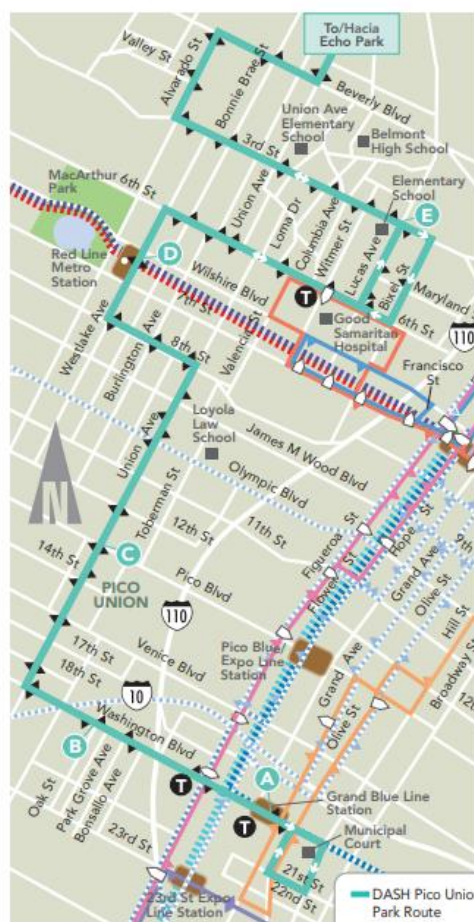 To/Hacia
Echo Park
Valley St
Alvarado St
Bonnie Brae St
Beverly Blvd
Union Ave
Elementary
School
Belmont
High School
3rd St
MacArthur
Park
6th St
Union Ave
Loma Dr
Columbia Ave
Witmer St
Elementary
School
Lucas Ave
E
Bixel St
Maryland
D
Red Line
Metro
Station
Wilshire Blvd
7th St
T
Good
Samaritan
Hospital
6th St
110
Westlake Ave
Burlington Ave
8th St
Valencia St
Francisco
St
Union Ave
Loyola
Law
School
James M Wood Blvd
N
Toberman St
Olympic Blvd
12th St
11th St
Figueroa St
Flower St
Hope St
9th
14th St
C
PICO
UNION
Pico Blvd
Grand Ave
Olive St
Hill St
Broadway St
12th
110
17th St
18th St
Venice Blvd
Pico Blue/
Expo Line
Station
Grand Ave
Olive St
10
B
Washington Blvd
A
Oak St
Park Grove Ave
Bonsallo Ave
T
T
Grand Blue Line
Station
23rd St
Municipal
Court
21st St
22nd St
23rd St Expo
Line Station
DASH Pico Unio
Park Route